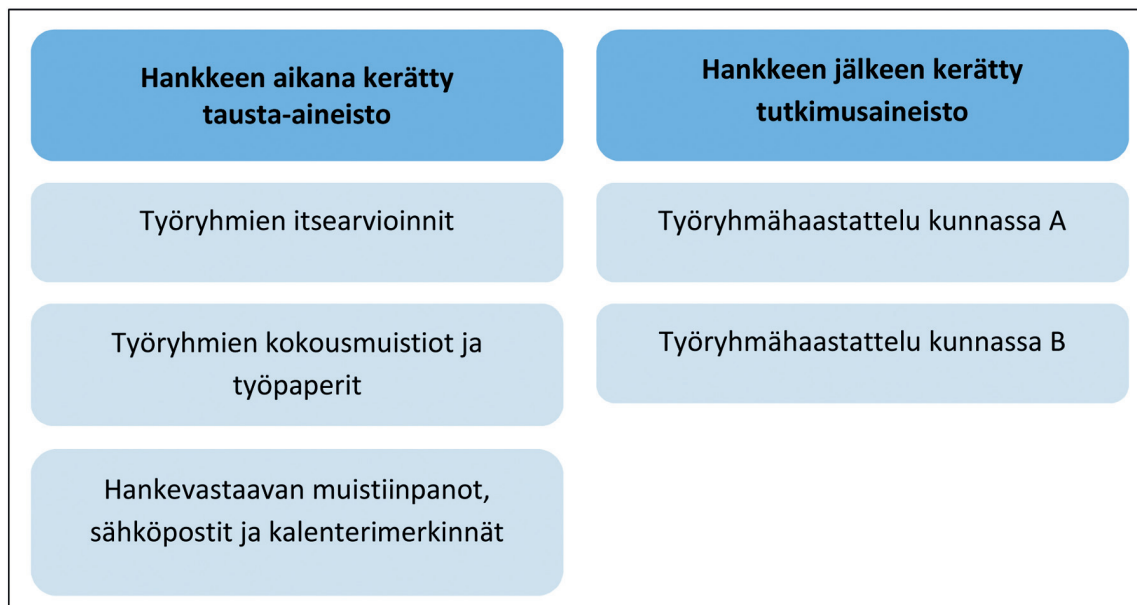 Hankkeen aikana kerätty
tausta-aineisto
Työryhmien itsearvioinnit
Työryhmien kokousmuistiot ja
työpaperit
Hankevastaavan muistiinpanot,
sähköpostit ja kalenterimerkinnät
Hankkeen jälkeen kerätty
tutkimusaineisto
Työryhmähaastattelu kunnassa A
Työryhmähaastattelu kunnassa B